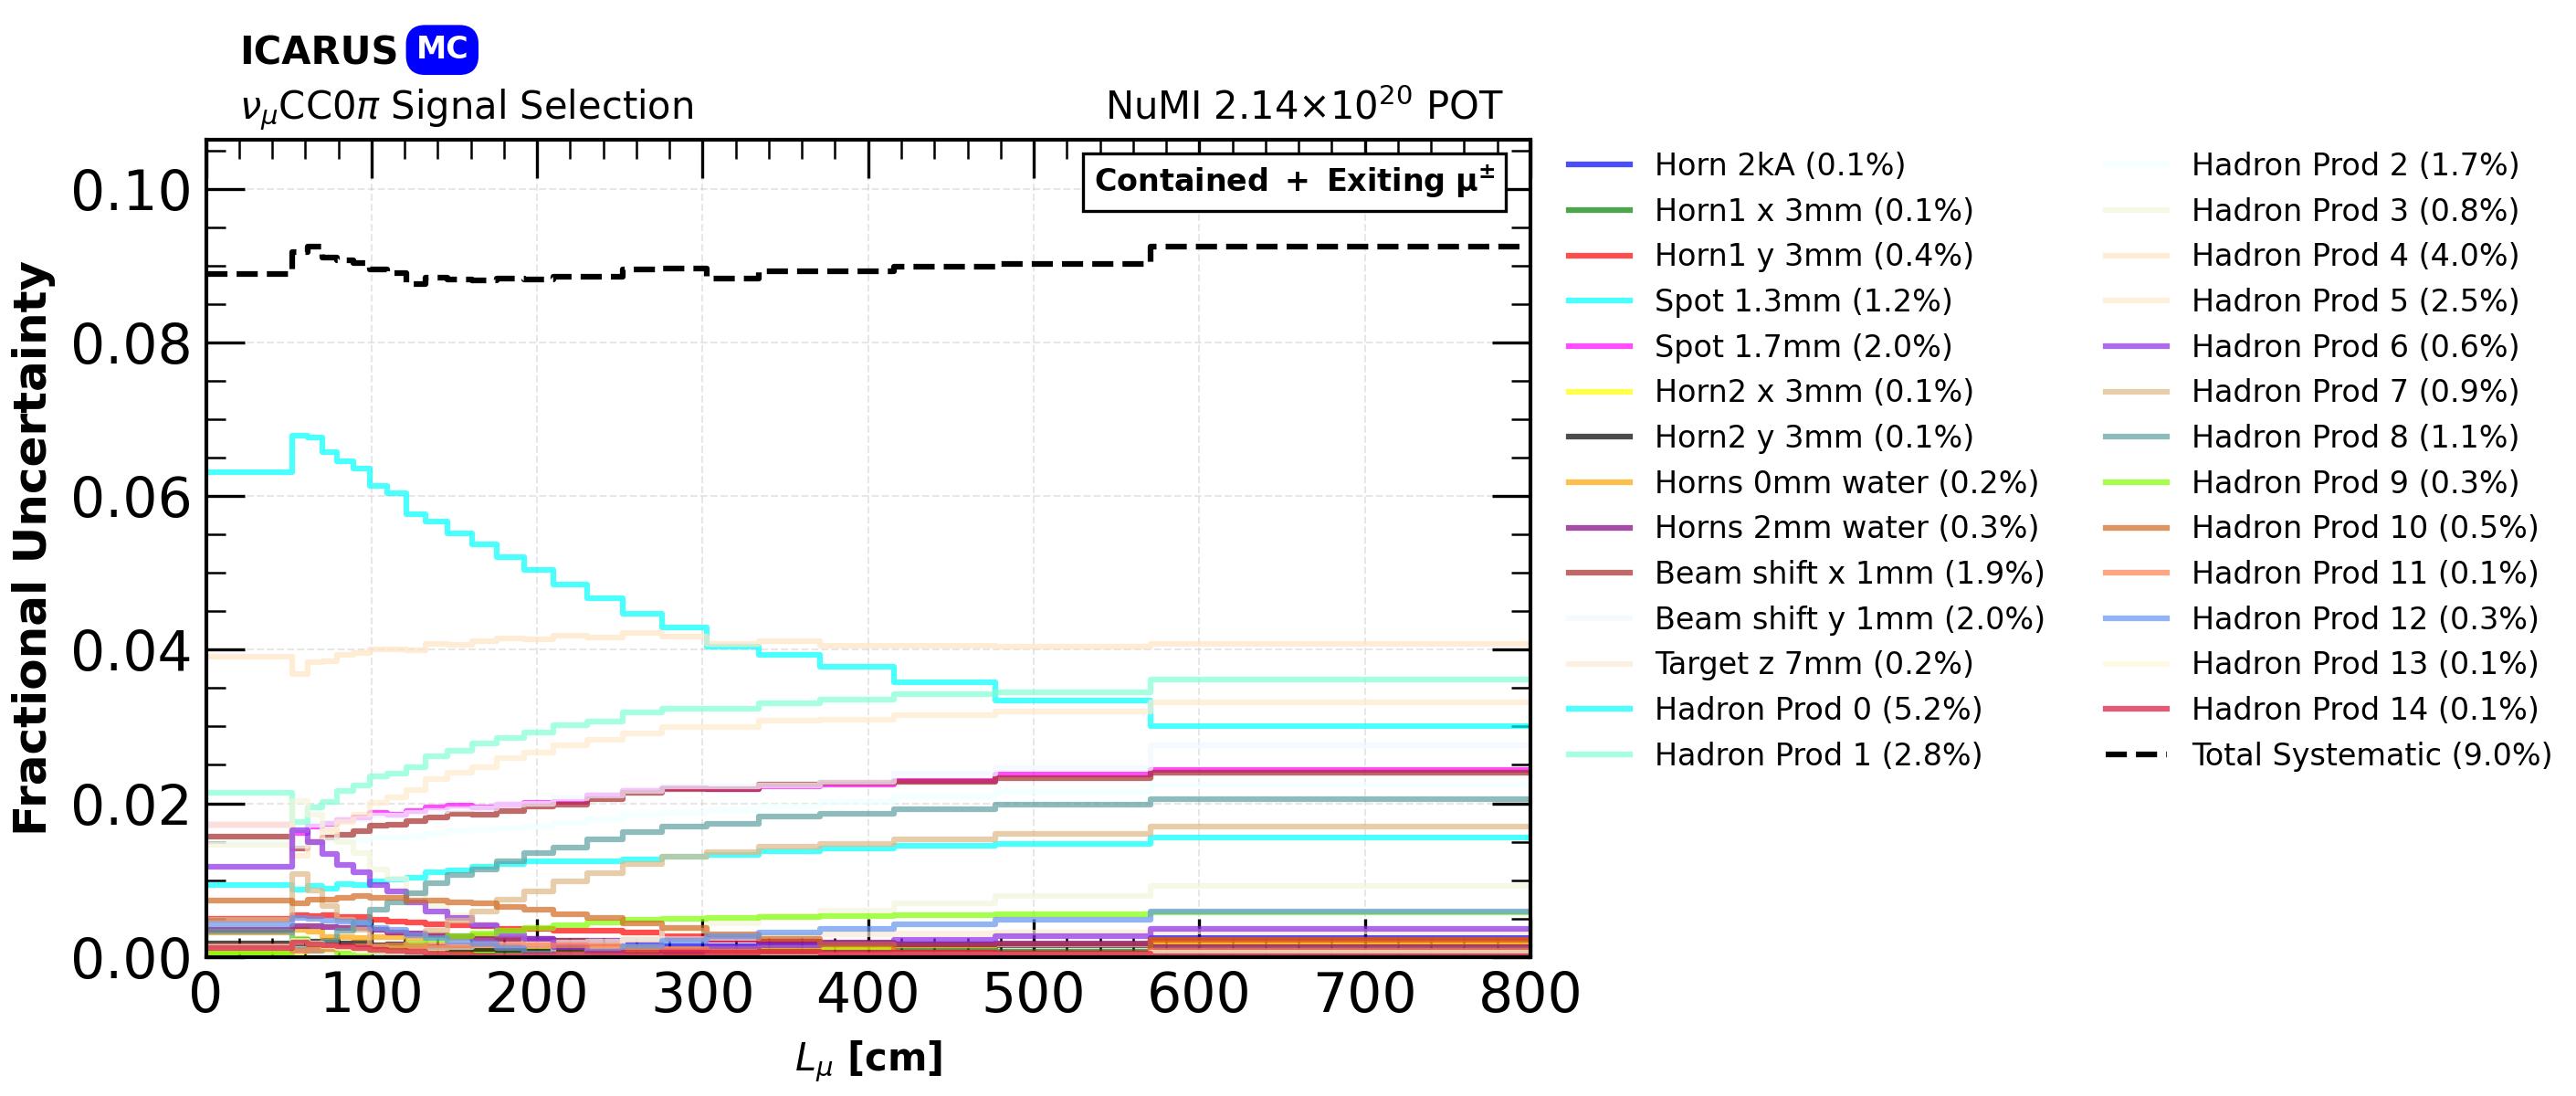 ICARUS MC
νμCC0π Signal Selection
NuMI 2.14×10²⁰ POT
Contained + Exiting μ±
Fractional Uncertainty
0.10
0.08
0.06
0.04
0.02
0.00
0 100 200 300 400 500 600 700 800
Lμ [cm]
Horn 2kA (0.1%)
Horn1 x 3mm (0.1%)
Horn1 y 3mm (0.4%)
Spot 1.3mm (1.2%)
Spot 1.7mm (2.0%)
Horn2 x 3mm (0.1%)
Horn2 y 3mm (0.1%)
Horns 0mm water (0.2%)
Horns 2mm water (0.3%)
Beam shift x 1mm (1.9%)
Beam shift y 1mm (2.0%)
Target z 7mm (0.2%)
Hadron Prod 0 (5.2%)
Hadron Prod 1 (2.8%)
Hadron Prod 2 (1.7%)
Hadron Prod 3 (0.8%)
Hadron Prod 4 (4.0%)
Hadron Prod 5 (2.5%)
Hadron Prod 6 (0.6%)
Hadron Prod 7 (0.9%)
Hadron Prod 8 (1.1%)
Hadron Prod 9 (0.3%)
Hadron Prod 10 (0.5%)
Hadron Prod 11 (0.1%)
Hadron Prod 12 (0.3%)
Hadron Prod 13 (0.1%)
Hadron Prod 14 (0.1%)
Total Systematic (9.0%)